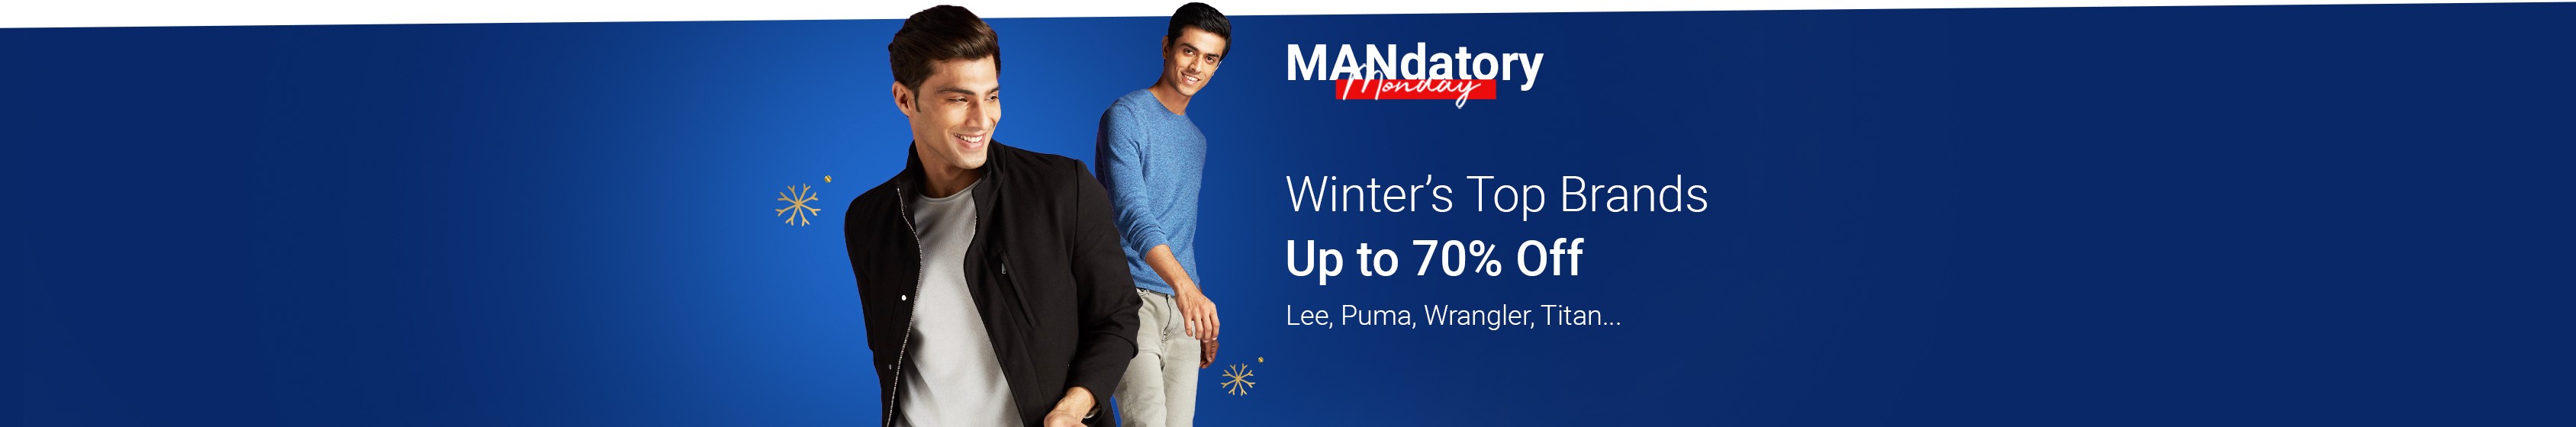 MANdatory
Monday
Winter’s Top Brands
Up to 70% Off
Lee, Puma, Wrangler, Titan...